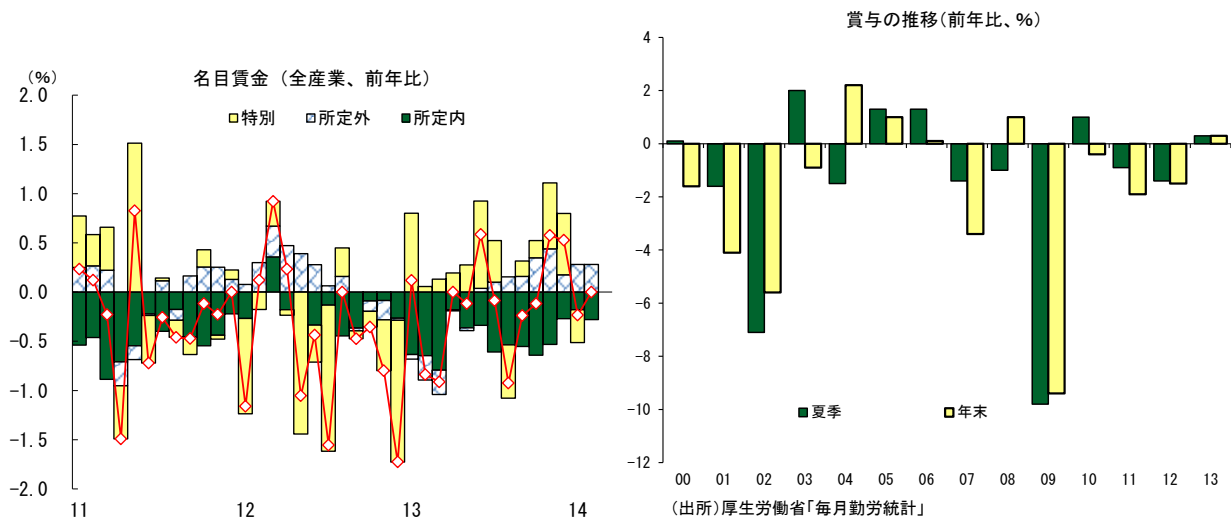 名目賃金（全産業、前年比）
(%)
特別 所定外 所定内
2.0
1.5
1.0
0.5
0.0
-0.5
-1.0
-1.5
-2.0
11 12 13 14
賞与の推移(前年比、%)
4
2
0
-2
-4
-6
-8
-10
-12
夏季 年末
00 01 02 03 04 05 06 07 08 09 10 11 12 13
(出所)厚生労働省「毎月勤労統計」